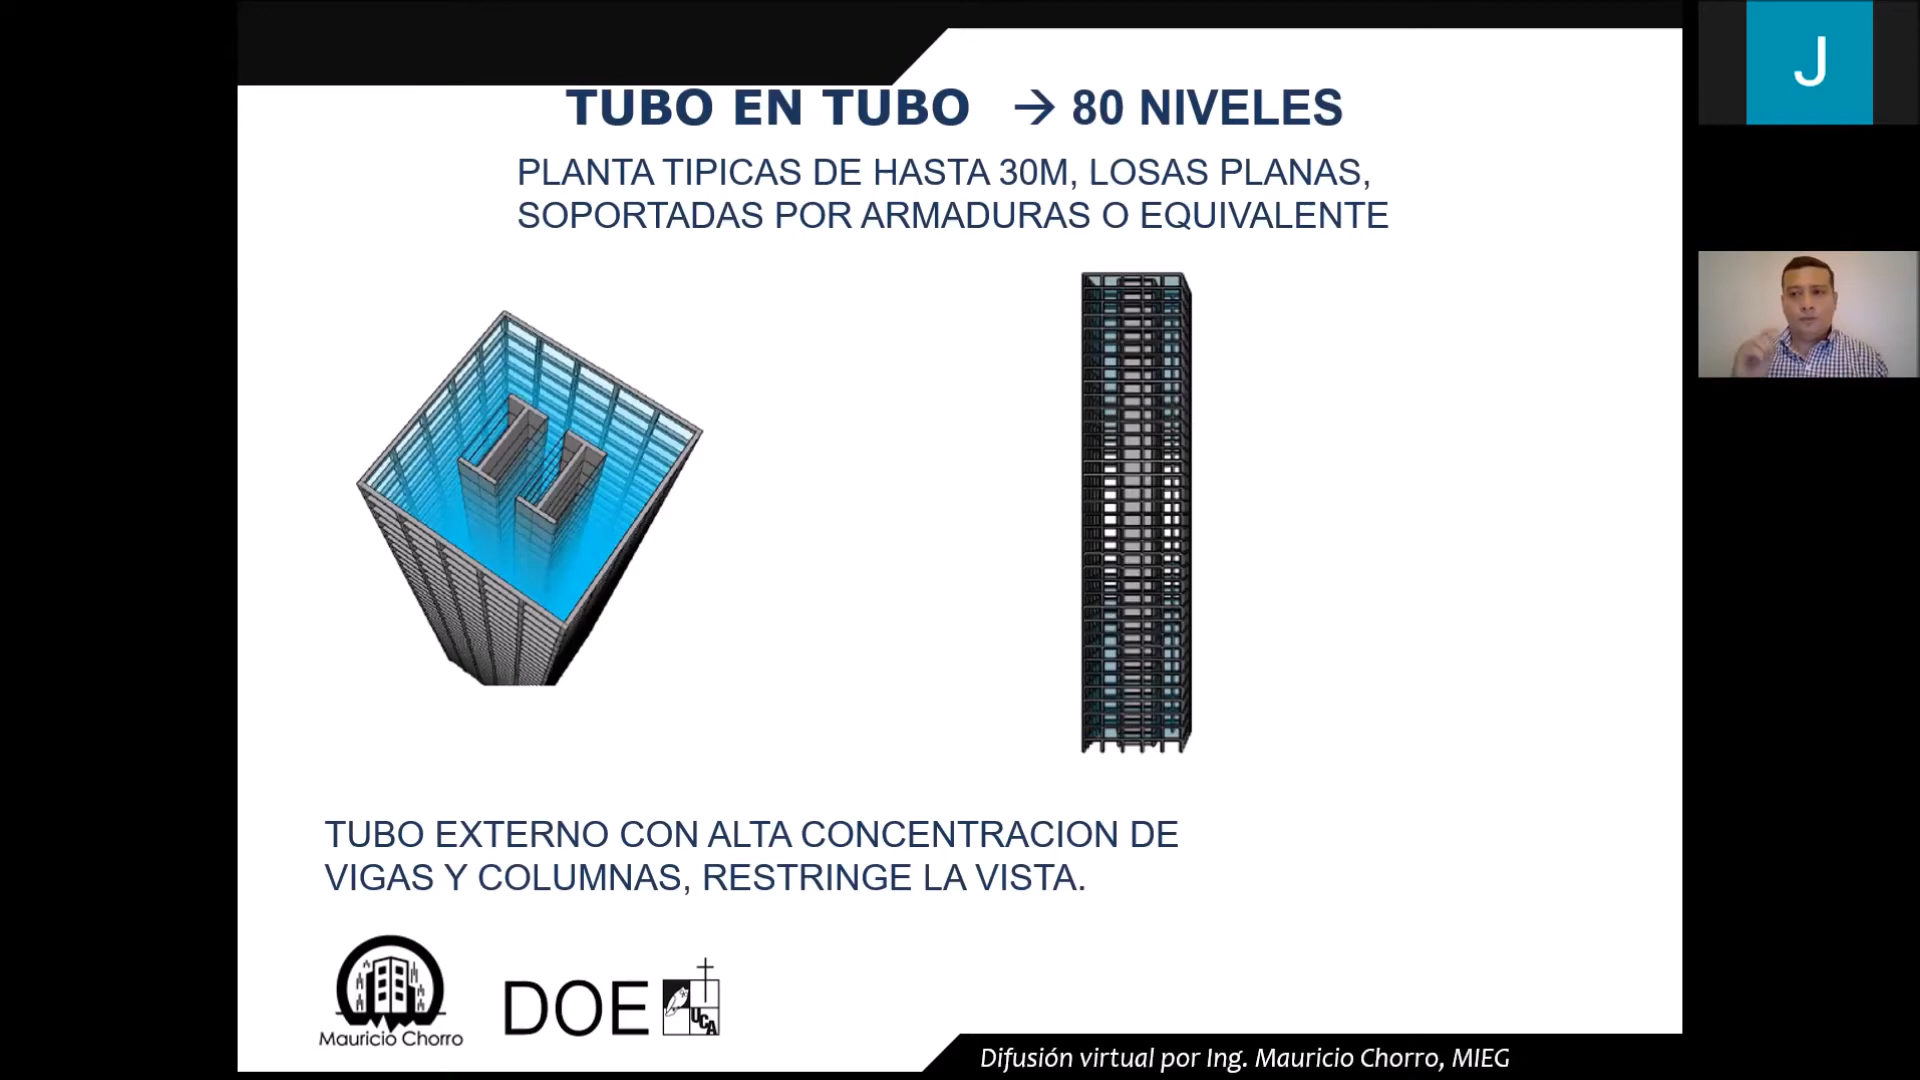 TUBO EN TUBO → 80 NIVELES
PLANTA TIPICAS DE HASTA 30M, LOSAS PLANAS,
SOPORTADAS POR ARMADURAS O EQUIVALENTE
TUBO EXTERNO CON ALTA CONCENTRACION DE
VIGAS Y COLUMNAS, RESTRINGE LA VISTA.
Mauricio Chorro
DOE
UCA
Difusión virtual por Ing. Mauricio Chorro, MIEG
J